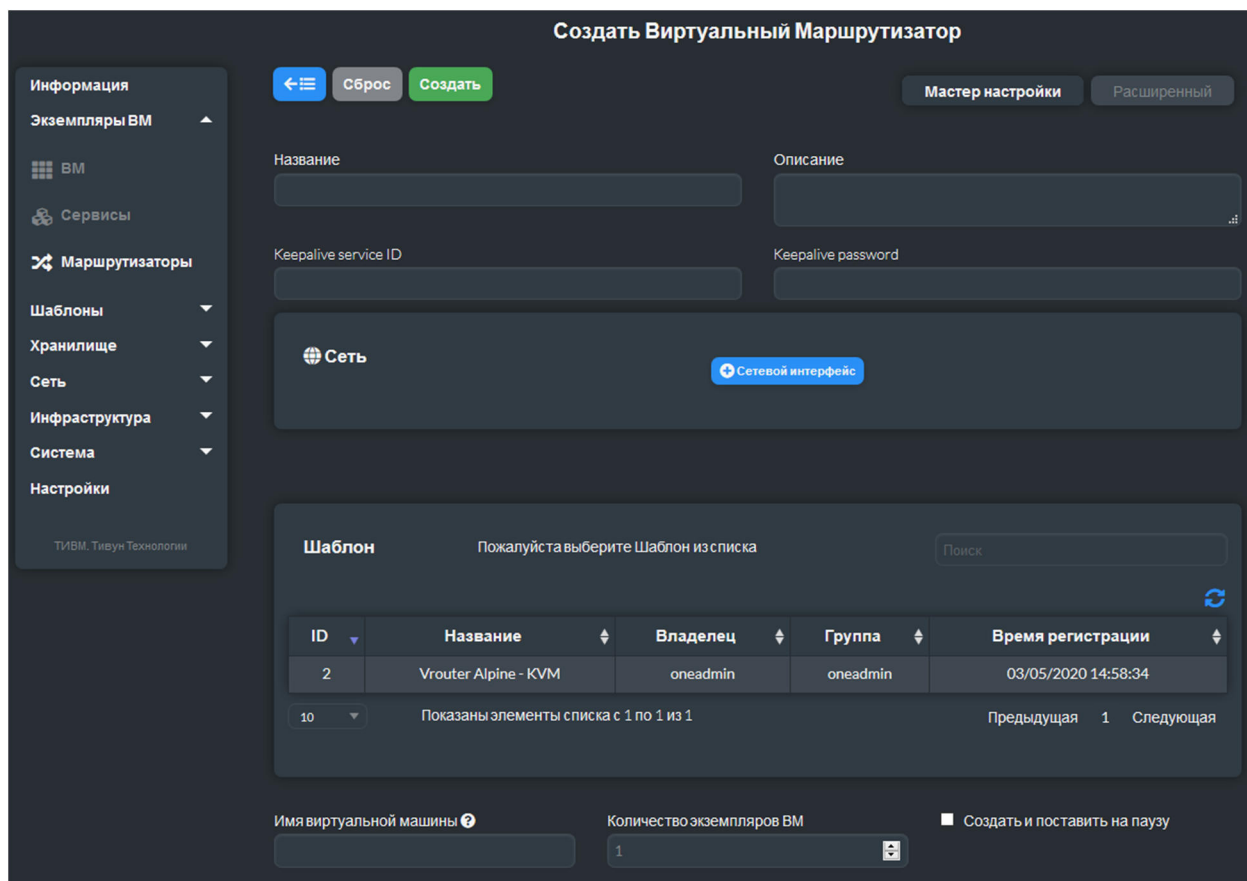 Создать Виртуальный Маршрутизатор
Информация
Экземпляры ВМ
ВМ
Сервисы
Маршрутизаторы
Шаблоны
Хранилище
Сеть
Инфраструктура
Система
Настройки
ТИВМ. Тивун Технологии
Сброс
Создать
Мастер настройки
Расширенный
Название
Описание
Keepalive service ID
Keepalive password
Сеть
Сетевой интерфейс
Шаблон
Пожалуйста выберите Шаблон из списка
Поиск
ID Название Владелец Группа Время регистрации
2 Vrouter Alpine - KVM oneadmin oneadmin 03/05/2020 14:58:34
10 Показаны элементы списка с 1 по 1 из 1 Предыдущая 1 Следующая
Имя виртуальной машины ?
Количество экземпляров ВМ
1
Создать и поставить на паузу